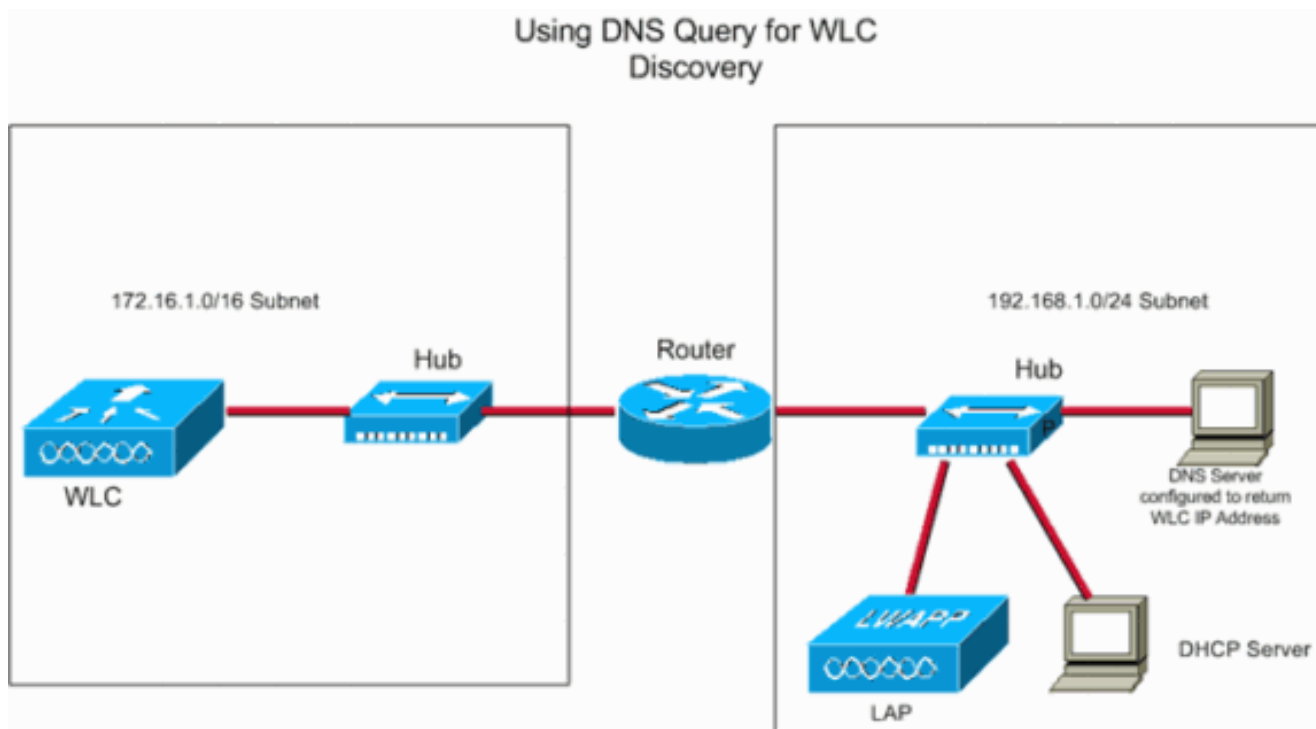 Using DNS Query for WLC
Discovery
172.16.1.0/16 Subnet
192.168.1.0/24 Subnet
Hub
Router
Hub
P
WLC
DNS Server
configured to return
WLC IP Address
LWAPP
LAP
DHCP Server